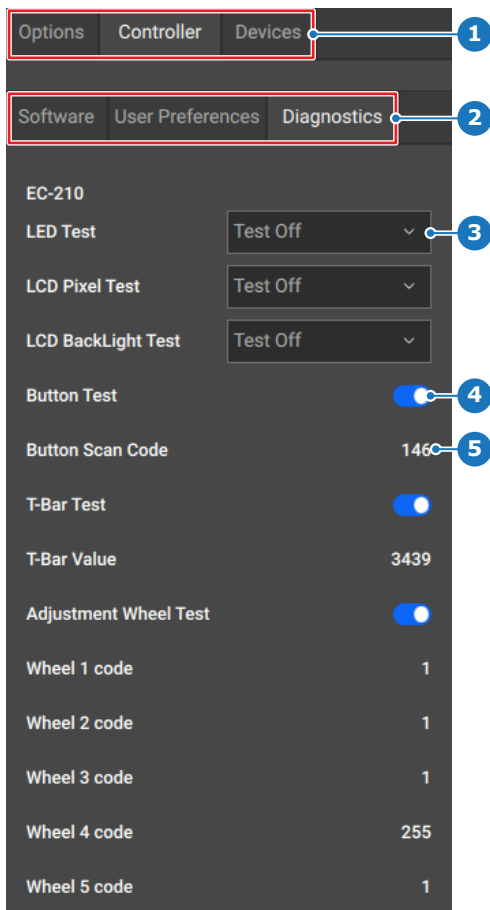 Options Controller Devices 1
Software User Preferences Diagnostics 2
EC-210
LED Test Test Off 3
LCD Pixel Test Test Off
LCD BackLight Test Test Off
Button Test 4
Button Scan Code 146 5
T-Bar Test
T-Bar Value 3439
Adjustment Wheel Test
Wheel 1 code 1
Wheel 2 code 1
Wheel 3 code 1
Wheel 4 code 255
Wheel 5 code 1